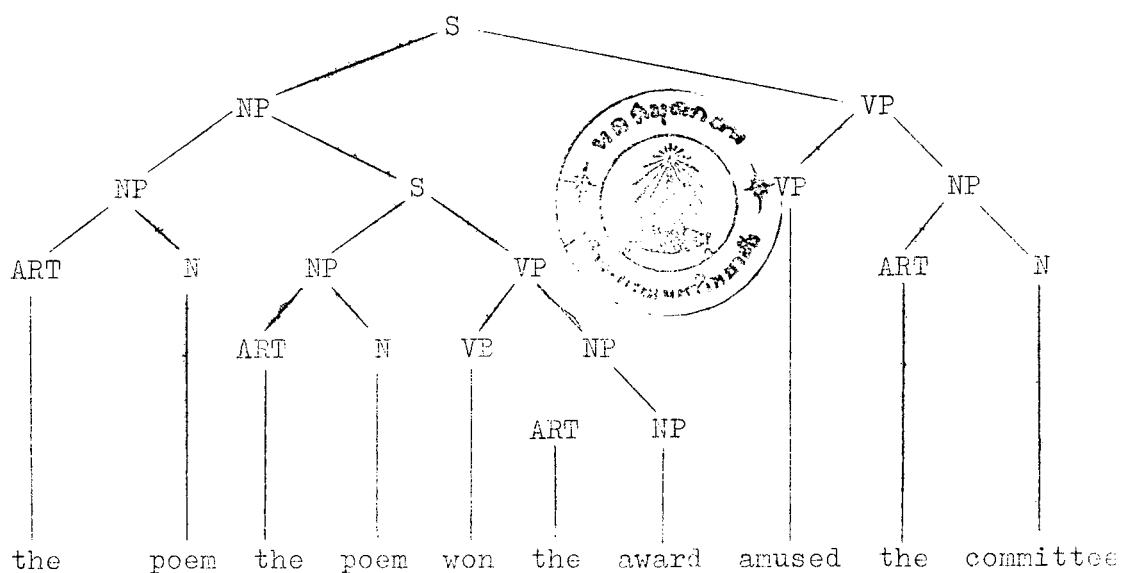 S
NP VP
NP S VP NP
ART N NP VP ART N
ART N VB NP
ART NP
the poem the poem won the award amused the committee